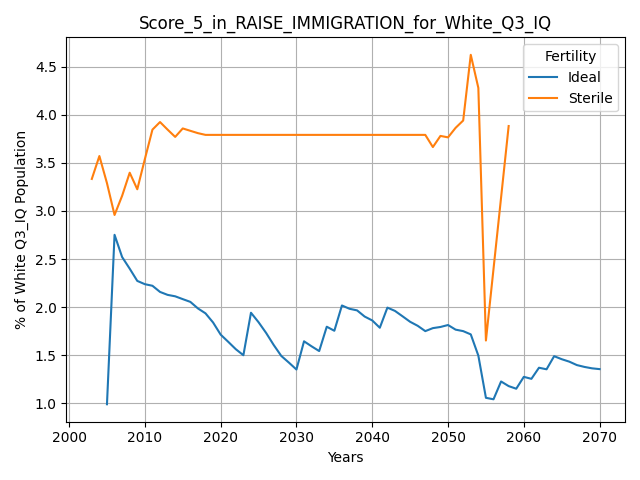 Score_5_in_RAISE_IMMIGRATION_for_White_Q3_IQ
% of White Q3_IQ Population
4.5
4.0
3.5
3.0
2.5
2.0
1.5
1.0
Fertility
Ideal
Sterile
2000 2010 2020 2030 2040 2050 2060 2070
Years